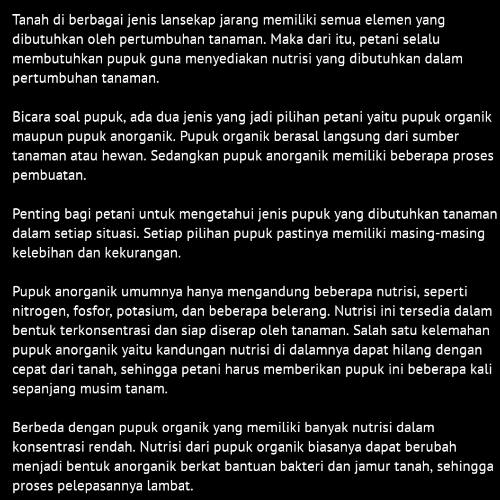 Tanah di berbagai jenis lansekap jarang memiliki semua elemen yang
dibutuhkan oleh pertumbuhan tanaman. Maka dari itu, petani selalu
membutuhkan pupuk guna menyediakan nutrisi yang dibutuhkan dalam
pertumbuhan tanaman.
Bicara soal pupuk, ada dua jenis yang jadi pilihan petani yaitu pupuk organik
maupun pupuk anorganik. Pupuk organik berasal langsung dari sumber
tanaman atau hewan. Sedangkan pupuk anorganik memiliki beberapa proses
pembuatan.
Penting bagi petani untuk mengetahui jenis pupuk yang dibutuhkan tanaman
dalam setiap situasi. Setiap pilihan pupuk pastinya memiliki masing-masing
kelebihan dan kekurangan.
Pupuk anorganik umumnya hanya mengandung beberapa nutrisi, seperti
nitrogen, fosfor, potasium, dan beberapa belerang. Nutrisi ini tersedia dalam
bentuk terkonsentrasi dan siap diserap oleh tanaman. Salah satu kelemahan
pupuk anorganik yaitu kandungan nutrisi di dalamnya dapat hilang dengan
cepat dari tanah, sehingga petani harus memberikan pupuk ini beberapa kali
sepanjang musim tanam.
Berbeda dengan pupuk organik yang memiliki banyak nutrisi dalam
konsentrasi rendah. Nutrisi dari pupuk organik biasanya dapat berubah
menjadi bentuk anorganik berkat bantuan bakteri dan jamur tanah, sehingga
proses pelepasannya lambat.